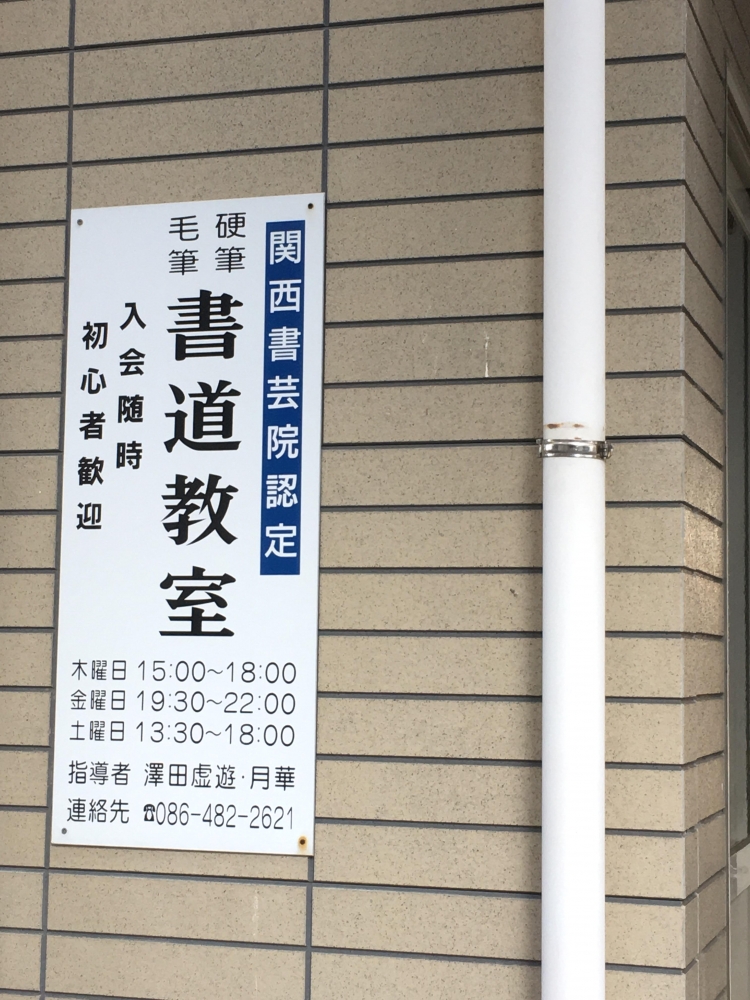 関西書芸院認定
硬筆
毛筆
書道教室
入会随時
初心者歓迎
木曜日 15:00～18:00
金曜日 19:30～22:00
土曜日 13:30～18:00
指導者 澤田虚遊・月華
連絡先 ☎086-482-2621